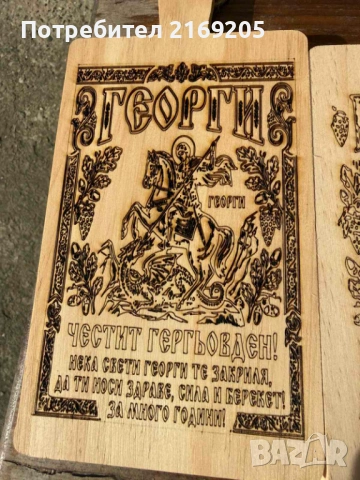 Потребител 2169205
ГЕОРГИ
ГЕОРГИ
ЧЕСТИТ ГЕРГЬОВДЕН!
НЕКА СВЕТИ ГЕОРГИ ТЕ ЗАКРИЛЯ,
ДА ТИ НОСИ ЗДРАВЕ, СИЛА И БЕРЕКЕТ!
ЗА МНОГО ГОДИНИ!
BAZAR